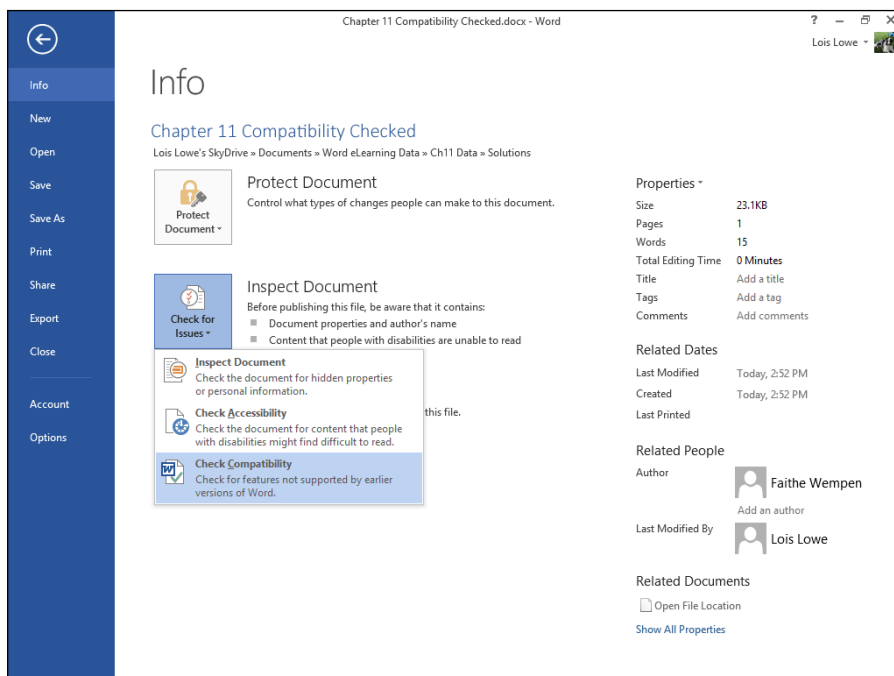 Chapter 11 Compatibility Checked.docx - Word
?
Lois Lowe
Info
New
Open
Save
Save As
Print
Share
Export
Close
Account
Options
Info
Chapter 11 Compatibility Checked
Lois Lowe's SkyDrive » Documents » Word eLearning Data » Ch11 Data » Solutions
Protect
Document
Protect Document
Control what types of changes people can make to this document.
Check for
Issues
Inspect Document
Before publishing this file, be aware that it contains:
Document properties and author's name
Content that people with disabilities are unable to read
Inspect Document
Check the document for hidden properties
or personal information.
Check Accessibility
Check the document for content that people
with disabilities might find difficult to read.
Check Compatibility
Check for features not supported by earlier
versions of Word.
this file.
Properties
Size 23.1KB
Pages 1
Words 15
Total Editing Time 0 Minutes
Title Add a title
Tags Add a tag
Comments Add comments
Related Dates
Last Modified Today, 2:52 PM
Created Today, 2:52 PM
Last Printed
Related People
Author Faithe Wempen
Add an author
Last Modified By Lois Lowe
Related Documents
Open File Location
Show All Properties